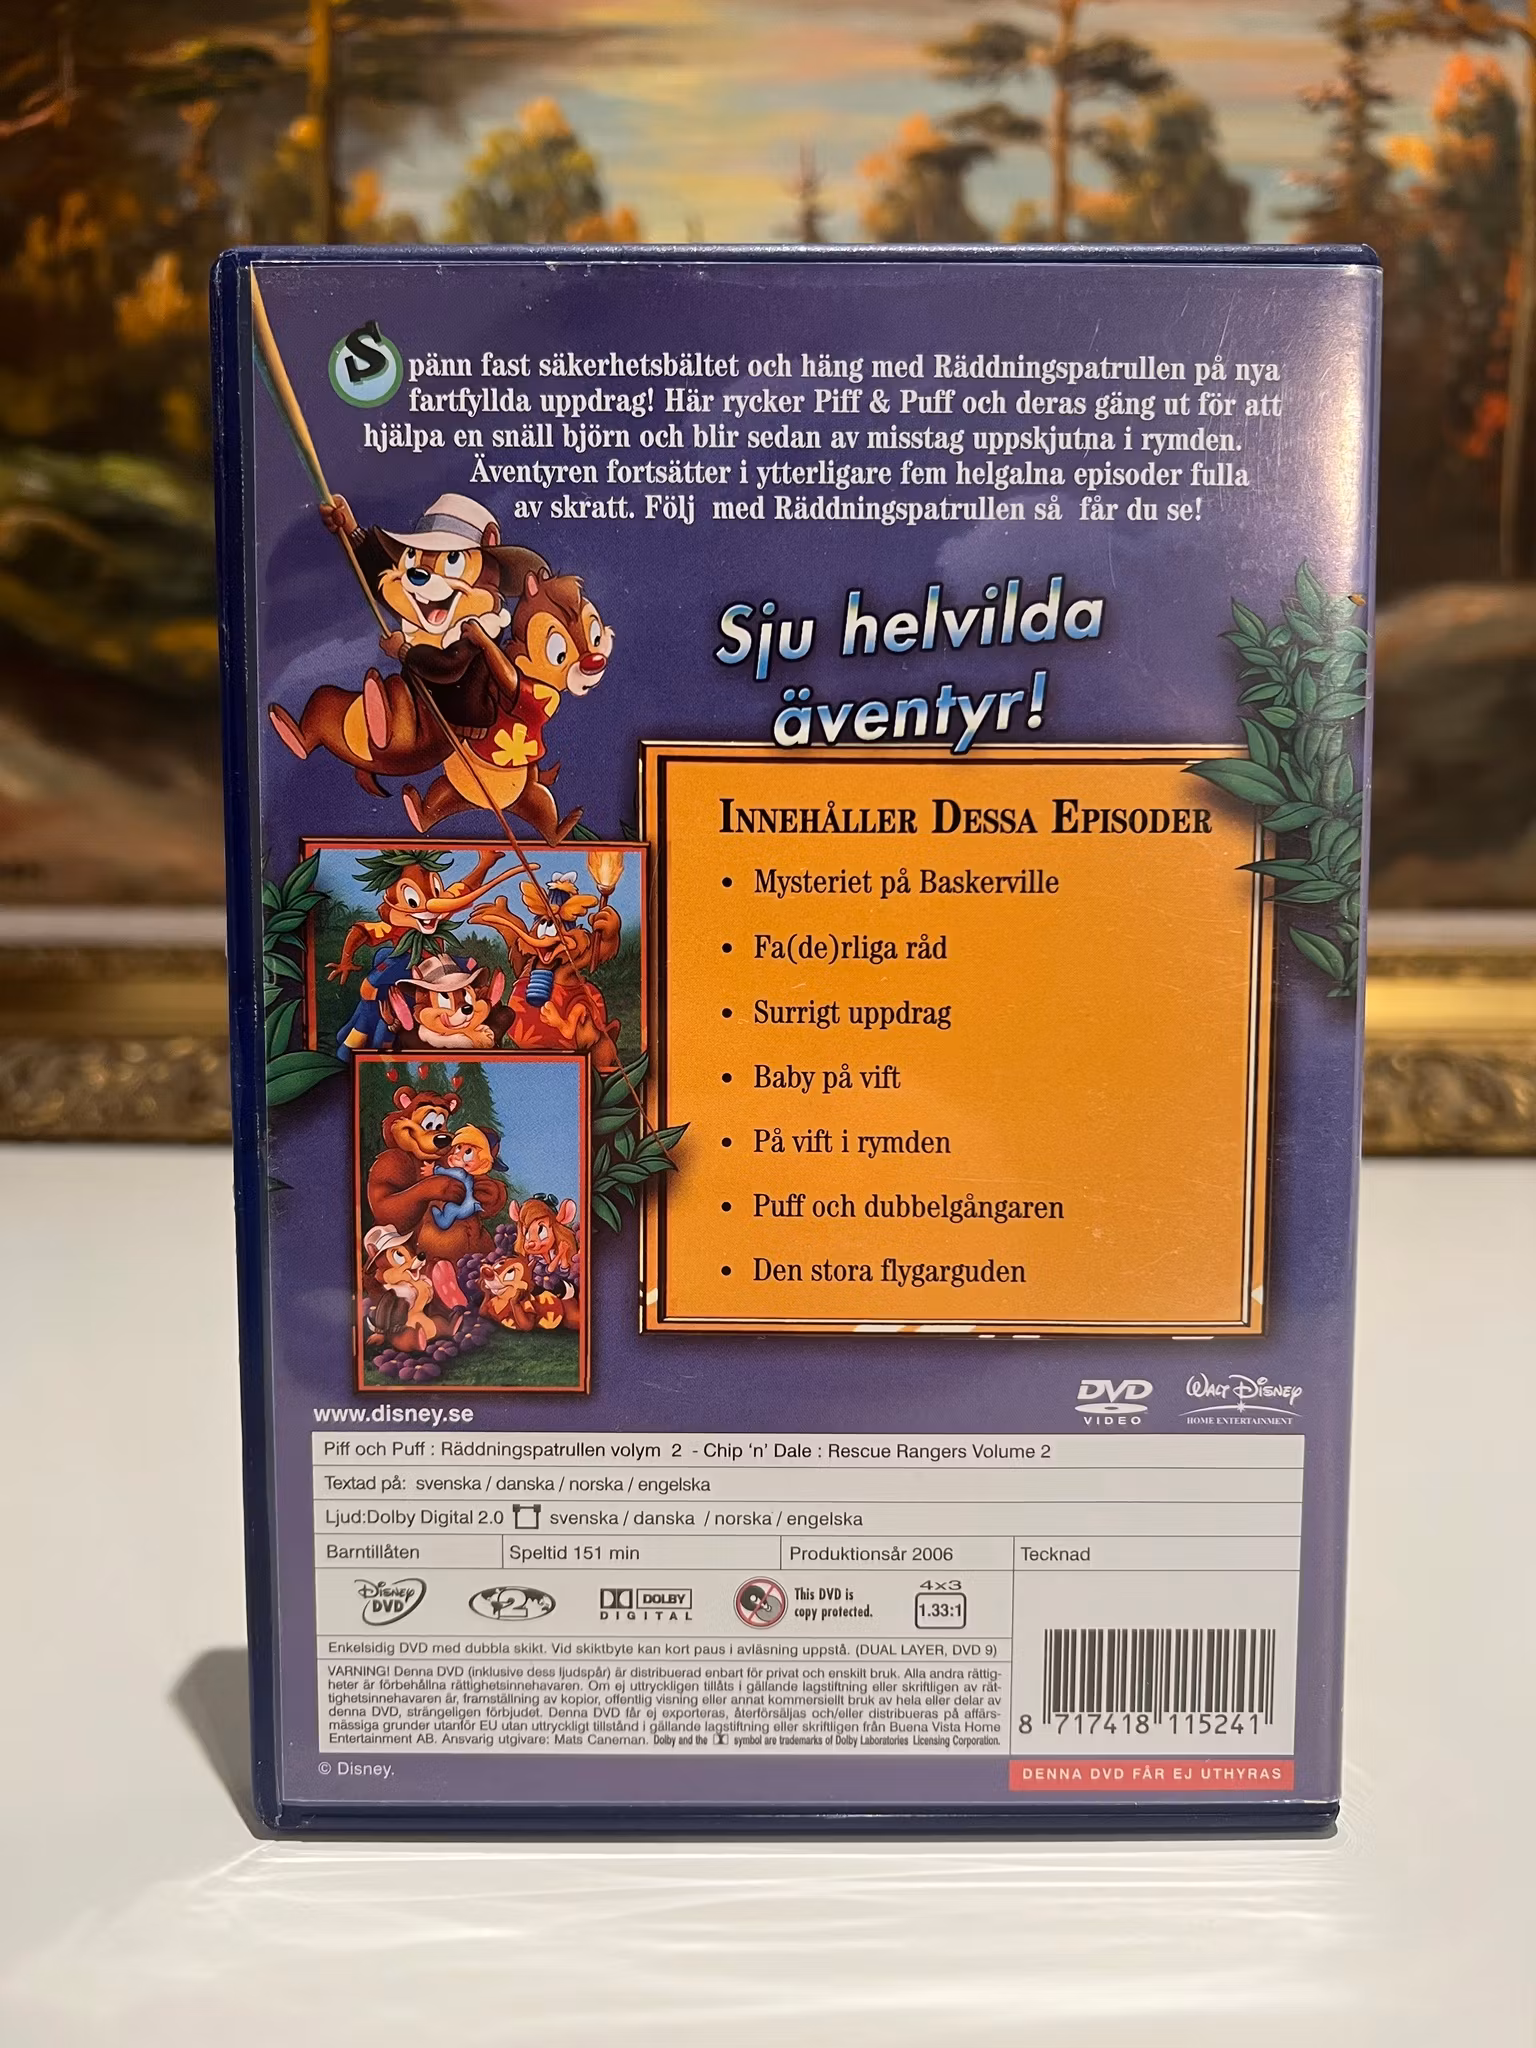 Spänn fast säkerhetsbältet och häng med Räddningspatrullen på nya
fartfyllda uppdrag! Här rycker Piff & Puff och deras gäng ut för att
hjälpa en snäll björn och blir sedan av misstag uppskjutna i rymden.
Äventyren fortsätter i ytterligare fem helgalna episoder fulla
av skratt. Följ med Räddningspatrullen så får du se!
Sju helvilda
äventyr!
INNEHÅLLER DESSA EPISODER
• Mysteriet på Baskerville
• Fa(de)rliga råd
• Surrigt uppdrag
• Baby på vift
• På vift i rymden
• Puff och dubbelgångaren
• Den stora flygarguden
DVD
VIDEO
WALT DISNEY
HOME ENTERTAINMENT
www.disney.se
Piff och Puff : Räddningspatrullen volym 2 - Chip 'n' Dale : Rescue Rangers Volume 2
Textad på: svenska / danska / norska / engelska
Ljud:Dolby Digital 2.0 svenska / danska / norska / engelska
Barntillåten Speltid 151 min Produktionsår 2006 Tecknad
DISNEY
DVD
2
DOLBY
DIGITAL
This DVD is
copy protected.
4x3
1.33:1
Enkelsidig DVD med dubbla skikt. Vid skiktbyte kan kort paus i avläsning uppstå. (DUAL LAYER, DVD 9)
VARNING! Denna DVD (inklusive dess ljudspår) är distribuerad enbart för privat och enskilt bruk. Alla andra rättig-
heter är förbehållna rättighetsinnehavaren. Om ej uttryckligen tillåts i gällande lagstiftning eller skriftligen av rät-
tighetsinnehavaren är, framställning av kopior, offentlig visning eller annat kommersiellt bruk av hela eller delar av
denna DVD, strängeligen förbjudet. Denna DVD får ej exporteras, återförsäljas och/eller distribueras på affärs-
mässiga grunder utanför EU utan uttryckligt tillstånd i gällande lagstiftning eller skriftligen från Buena Vista Home
Entertainment AB. Ansvarig utgivare: Mats Caneman. Dolby and the symbol are trademarks of Dolby Laboratories Licensing Corporation.
8 717418 115241
© Disney.
DENNA DVD FÅR EJ UTHYRAS